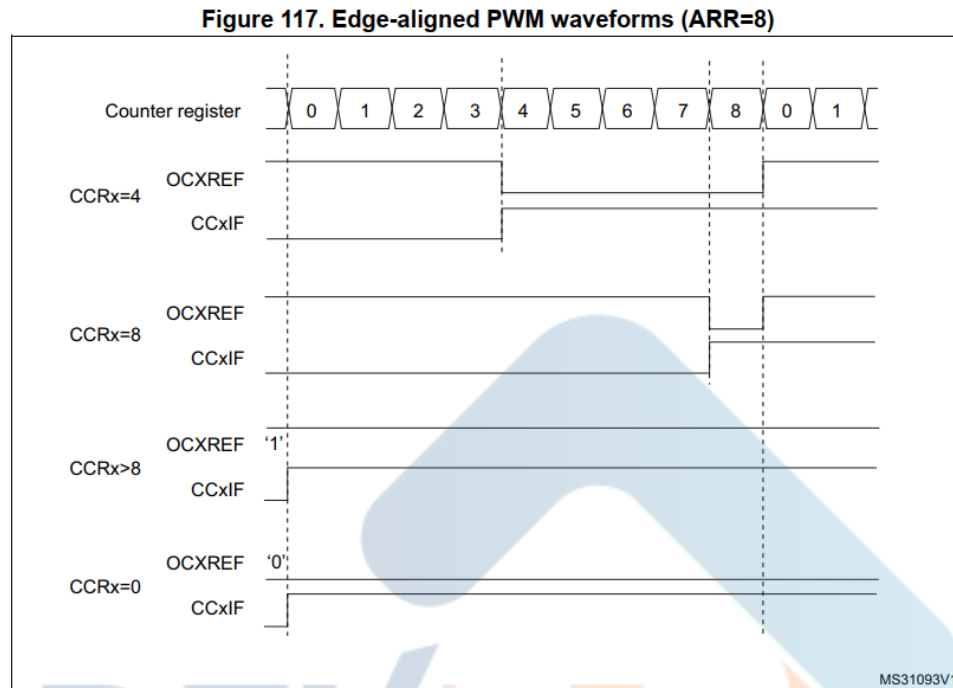 Figure 117. Edge-aligned PWM waveforms (ARR=8)
Counter register 0 1 2 3 4 5 6 7 8 0 1
CCRx=4
OCXREF
CCxIF
CCRx=8
OCXREF
CCxIF
CCRx>8
OCXREF '1'
CCxIF
CCRx=0
OCXREF '0'
CCxIF
MS31093V1